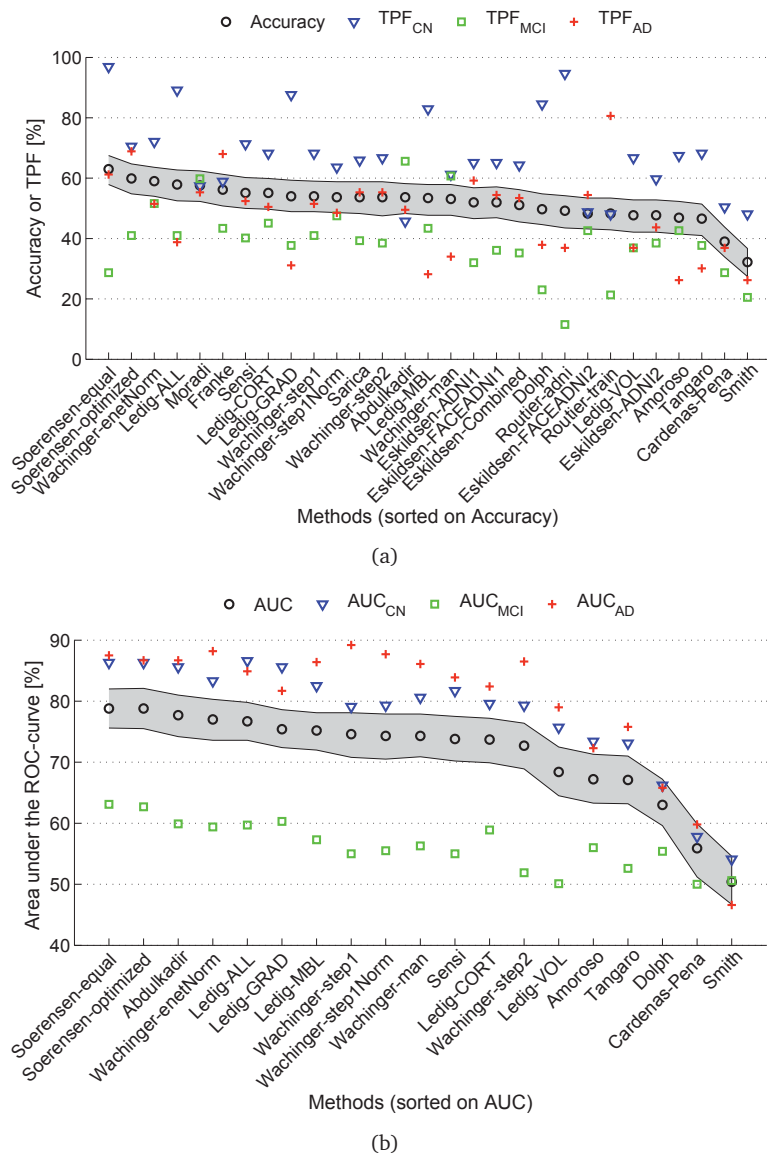 Accuracy TPF_CN TPF_MCI TPF_AD
Accuracy or TPF [%]
100
80
60
40
20
0
Soerensen-equal
Soerensen-optimized
Wachinger-enetNorm
Ledig-ALL
Moradi
Franke
Sensi
Ledig-CORT
Ledig-GRAD
Wachinger-step1
Wachinger-step1Norm
Sarica
Wachinger-step2
Abdulkadir
Ledig-MBL
Wachinger-man
Eskildsen-ADNI1
Eskildsen-FACEADNI1
Eskildsen-Combined
Dolph
Routier-adni
Eskildsen-FACEADNI2
Routier-train
Ledig-VOL
Eskildsen-ADNI2
Amoroso
Tangaro
Cardenas-Pena
Smith
Methods (sorted on Accuracy)
(a)
AUC AUC_CN AUC_MCI AUC_AD
Area under the ROC-curve [%]
90
80
70
60
50
40
Soerensen-equal
Soerensen-optimized
Abdulkadir
Wachinger-enetNorm
Ledig-ALL
Ledig-GRAD
Ledig-MBL
Wachinger-step1
Wachinger-step1Norm
Wachinger-man
Sensi
Ledig-CORT
Wachinger-step2
Ledig-VOL
Amoroso
Tangaro
Dolph
Cardenas-Pena
Smith
Methods (sorted on AUC)
(b)